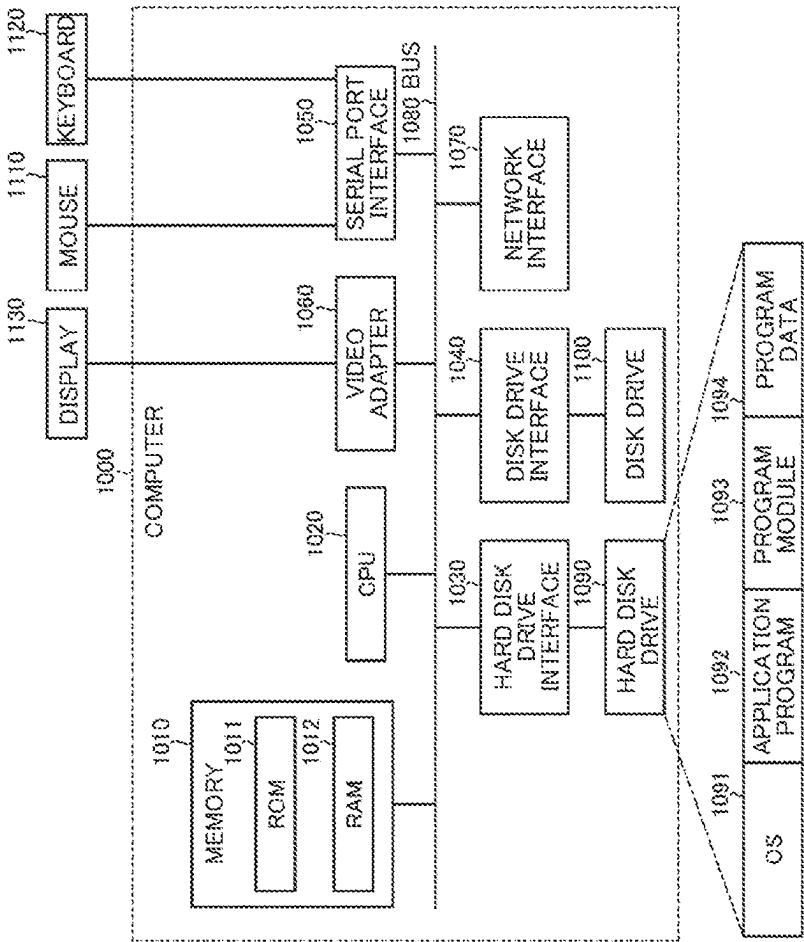 1130
1110
1120
DISPLAY
MOUSE
KEYBOARD
1000
COMPUTER
1010
MEMORY
1011
ROM
1012
RAM
1020
CPU
1060
VIDEO
ADAPTER
1050
SERIAL PORT
INTERFACE
1080 BUS
1030
HARD DISK
DRIVE
INTERFACE
1040
DISK DRIVE
INTERFACE
1070
NETWORK
INTERFACE
1090
HARD DISK
DRIVE
1100
DISK DRIVE
1091
OS
1092
APPLICATION
PROGRAM
1093
PROGRAM
MODULE
1094
PROGRAM
DATA